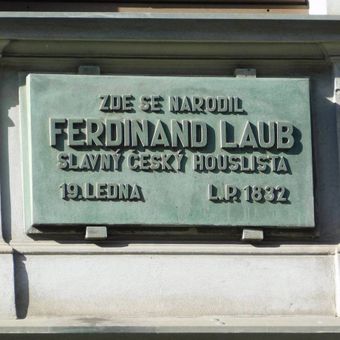 ZDE SE NARODIL
FERDINAND LAUB
SLAVNÝ ČESKÝ HOUSLISTA
19. LEDNA L.P. 1832